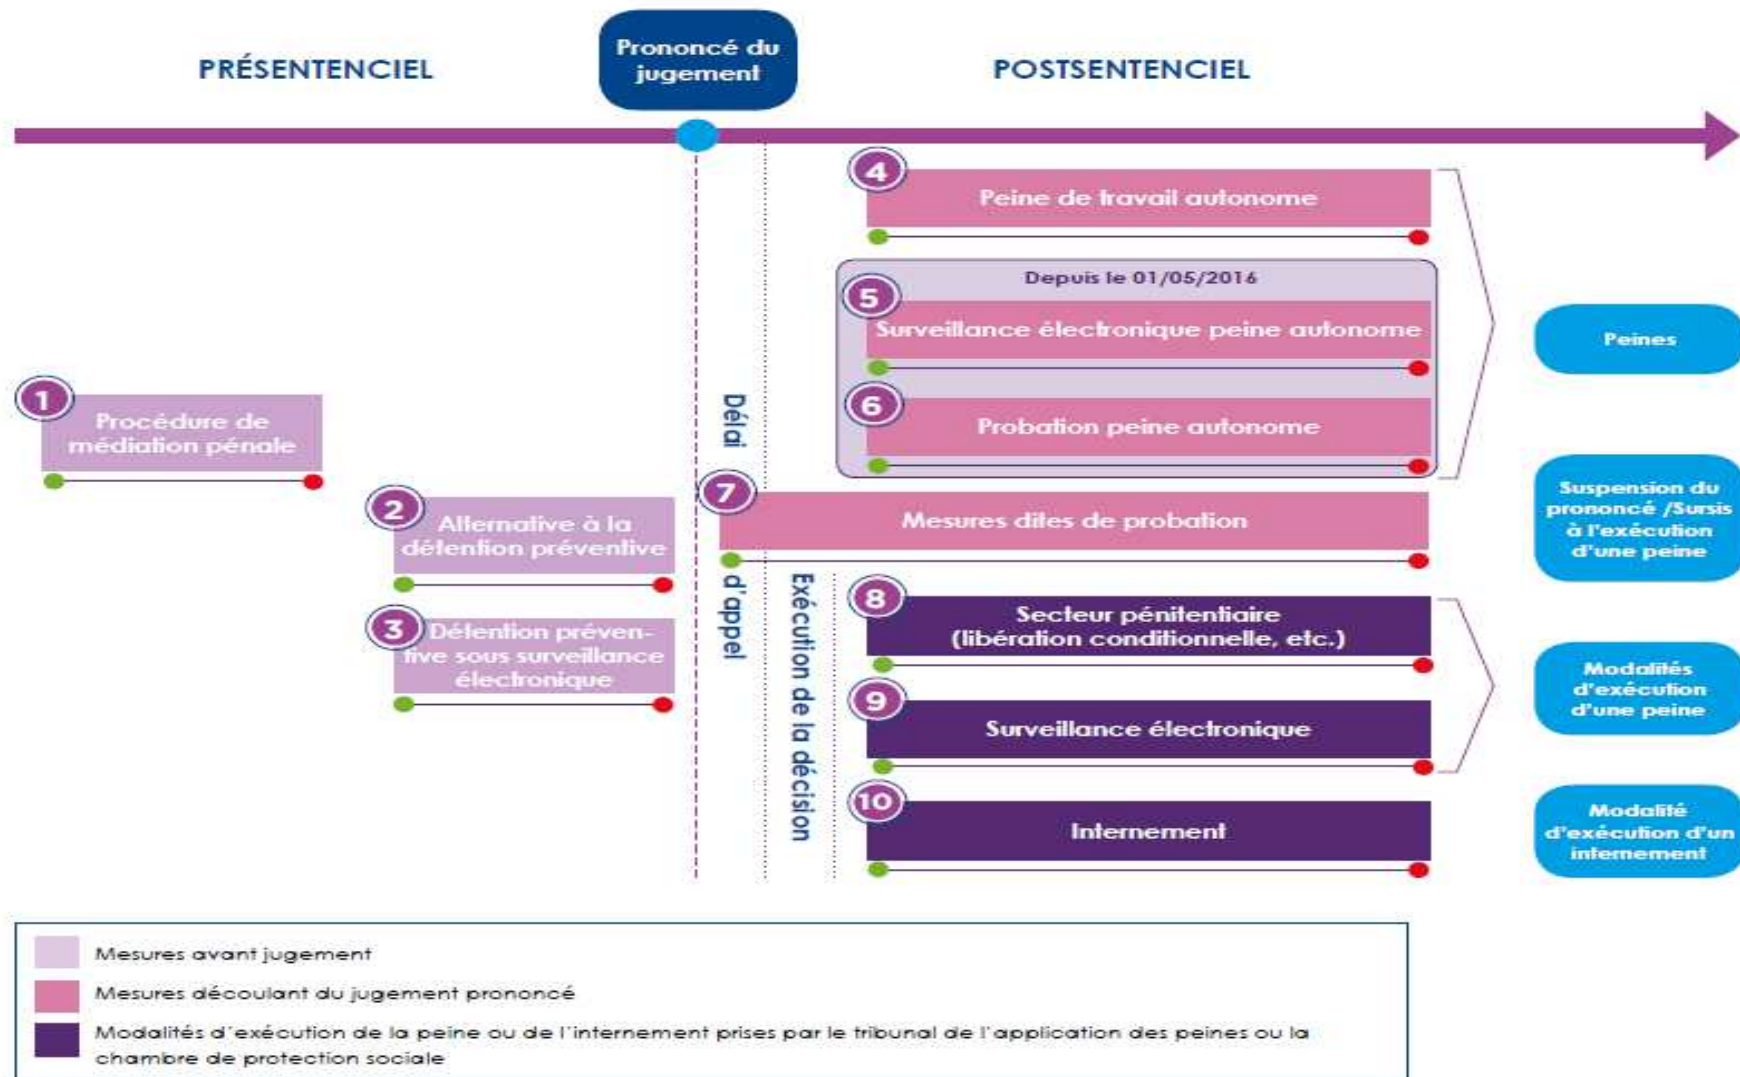 PRÉSENTENCIEL
Prononcé du
jugement
POSTSENTENCIEL
4
Peine de travail autonome
Depuis le 01/05/2016
5
Surveillance électronique peine autonome
Peines
1
Procédure de
médiation pénale
6
Probation peine autonome
Délai
d'appel
2
Alternative à la
détention préventive
7
Mesures dites de probation
Suspension du
prononcé /Sursis
à l'exécution
d'une peine
3
Détention préven-
tive sous surveillance
électronique
Exécution de la décision
8
Secteur pénitentiaire
(libération conditionnelle, etc.)
9
Surveillance électronique
Modalités
d'exécution
d'une peine
10
Internement
Modalité
d'exécution d'un
internement
Mesures avant jugement
Mesures découlant du jugement prononcé
Modalités d'exécution de la peine ou de l'internement prises par le tribunal de l'application des peines ou la
chambre de protection sociale